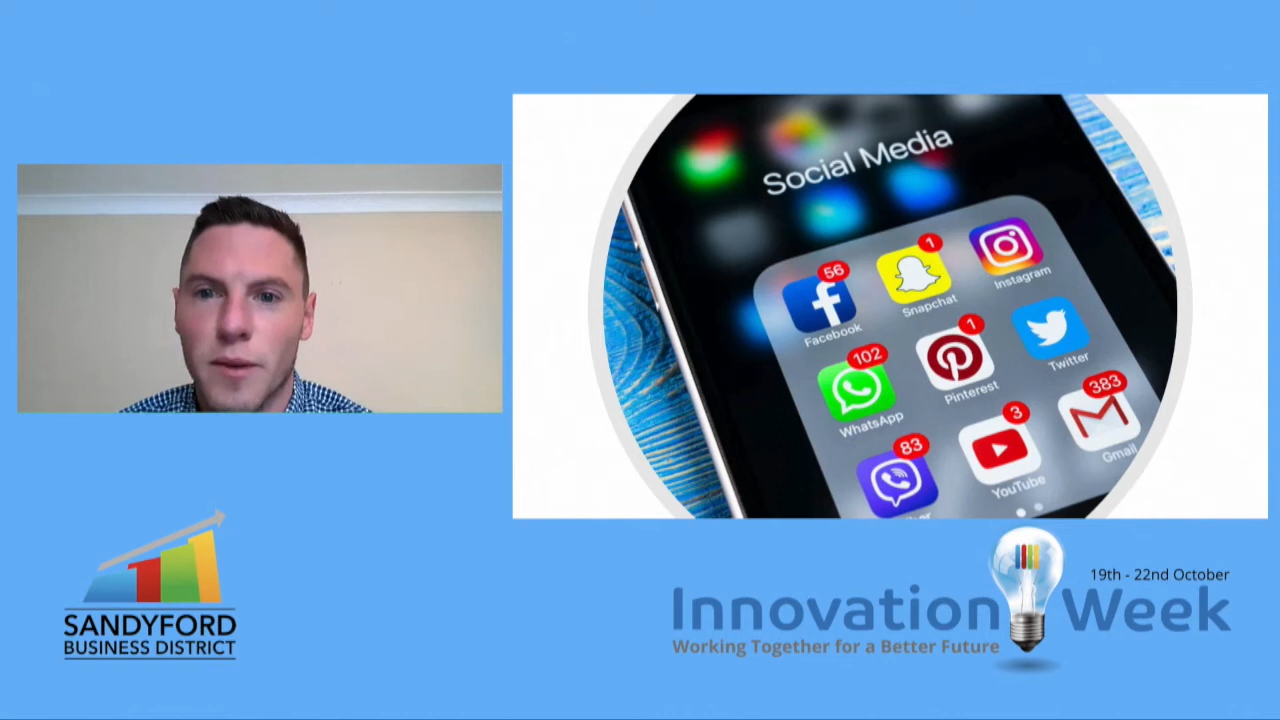 Social Media
56
1
Facebook
Snapchat
Instagram
102
1
WhatsApp
Pinterest
Twitter
83
3
383
YouTube
Gmail
SANDYFORD
BUSINESS DISTRICT
19th - 22nd October
Innovation Week
Working Together for a Better Future